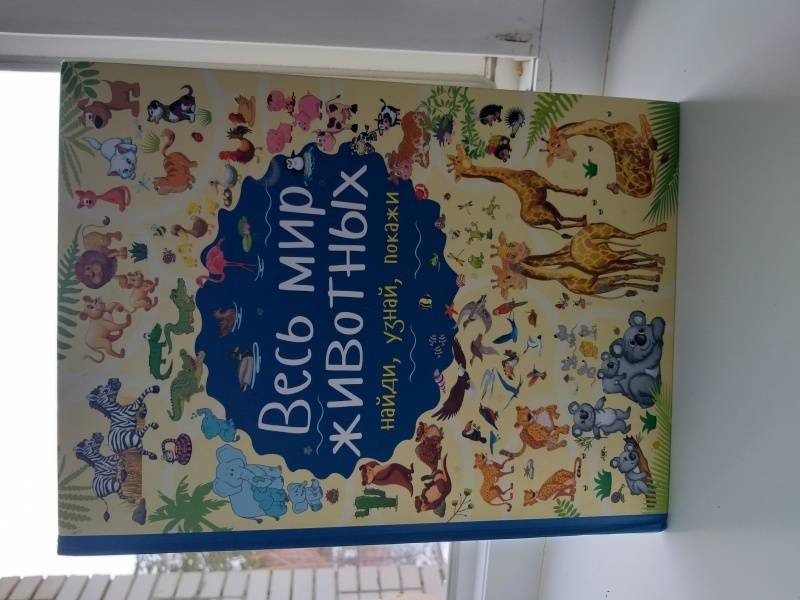 Весь мир
животных
найди, узнай, покажи